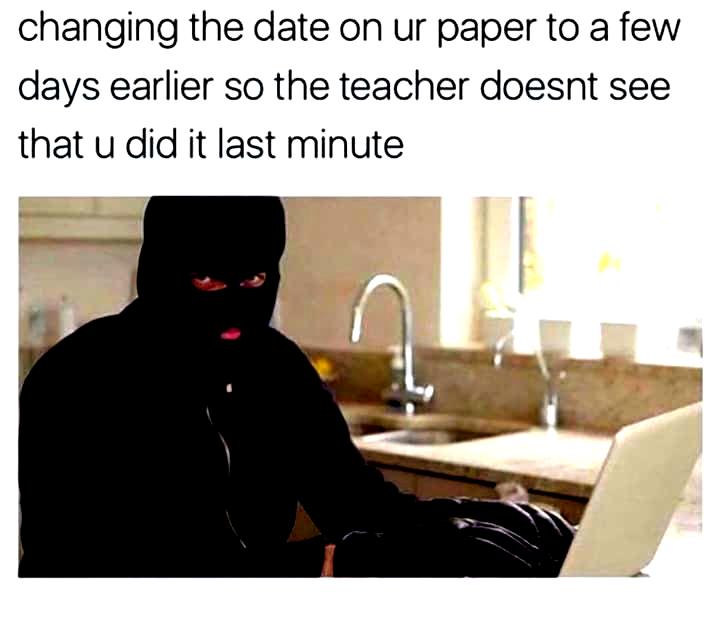 changing the date on ur paper to a few
days earlier so the teacher doesnt see
that u did it last minute